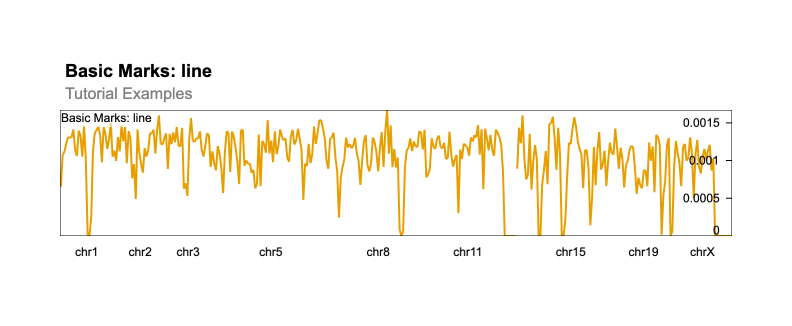 Basic Marks: line
Tutorial Examples
Basic Marks: line
0.0015
0.001
0.0005
0
chr1 chr2 chr3 chr5 chr8 chr11 chr15 chr19 chrX